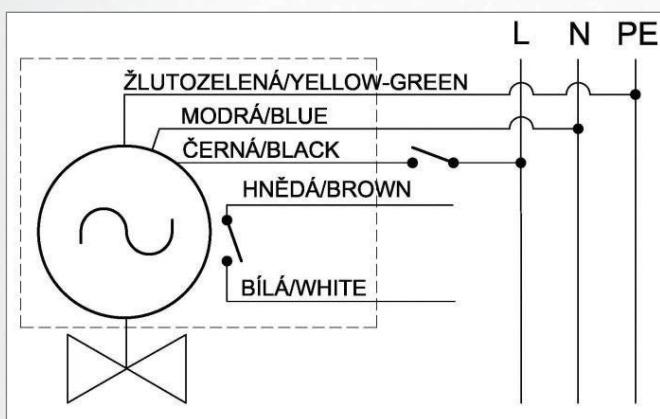 L N PE
ŽLUTOZELENÁ/YELLOW-GREEN
MODRÁ/BLUE
ČERNÁ/BLACK
HNĚDÁ/BROWN
BÍLÁ/WHITE